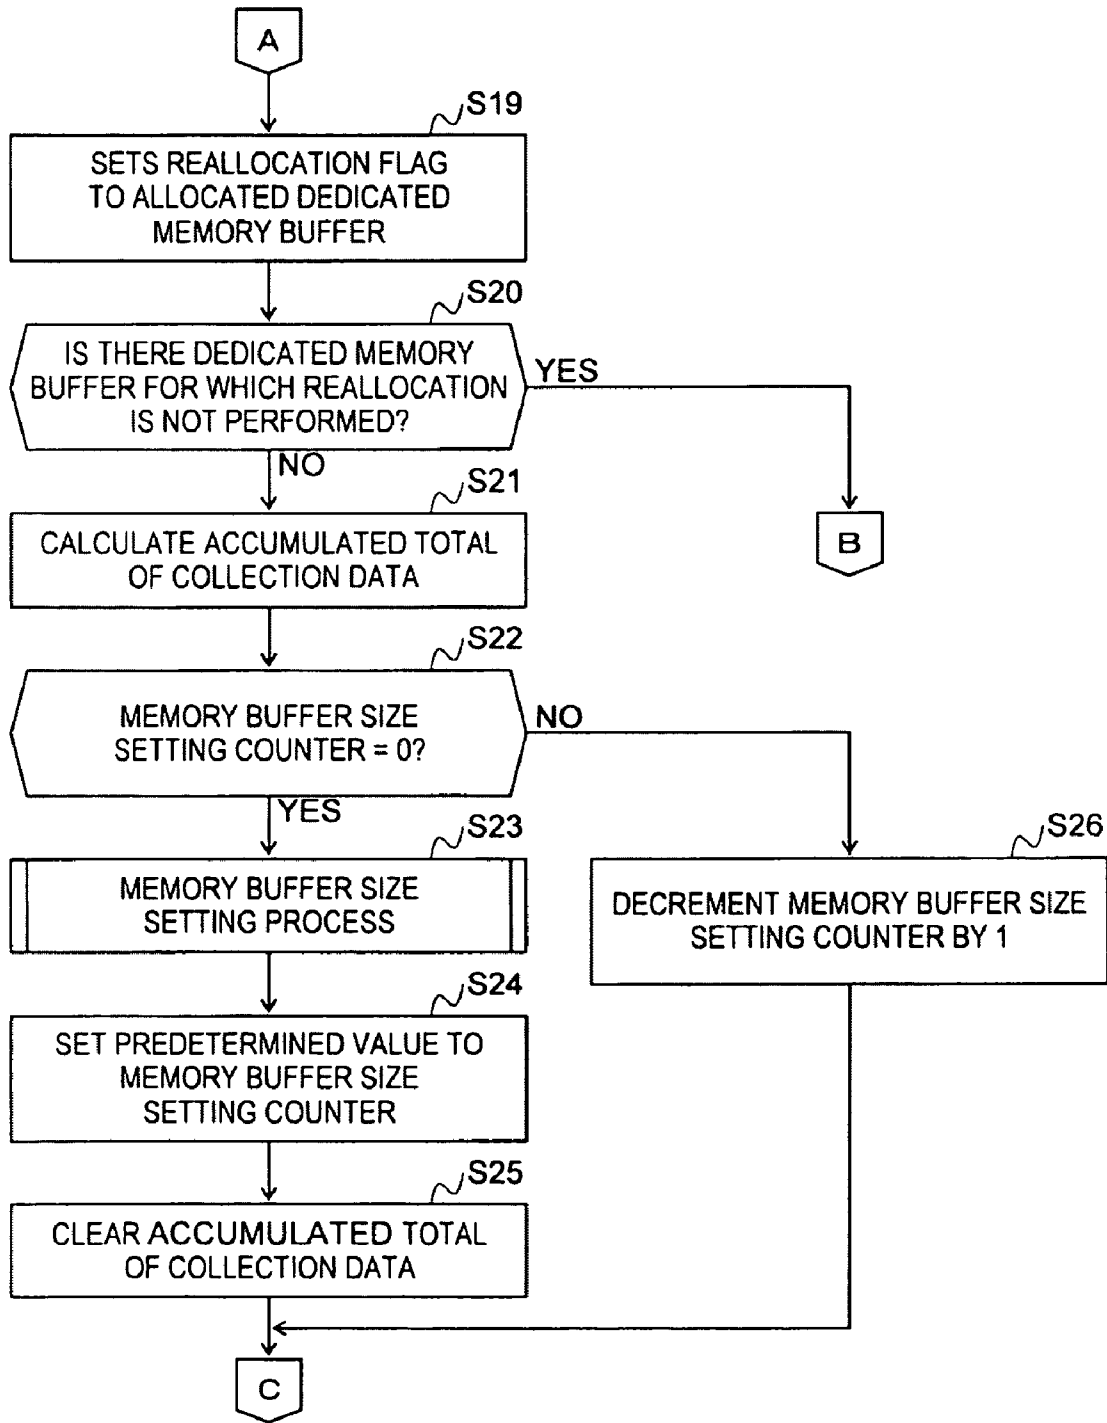 A
S19
SETS REALLOCATION FLAG
TO ALLOCATED DEDICATED
MEMORY BUFFER
S20
IS THERE DEDICATED MEMORY
BUFFER FOR WHICH REALLOCATION
IS NOT PERFORMED?
YES
NO
S21
CALCULATE ACCUMULATED TOTAL
OF COLLECTION DATA
B
S22
MEMORY BUFFER SIZE
SETTING COUNTER = 0?
NO
YES
S23
MEMORY BUFFER SIZE
SETTING PROCESS
S26
DECREMENT MEMORY BUFFER SIZE
SETTING COUNTER BY 1
S24
SET PREDETERMINED VALUE TO
MEMORY BUFFER SIZE
SETTING COUNTER
S25
CLEAR ACCUMULATED TOTAL
OF COLLECTION DATA
C